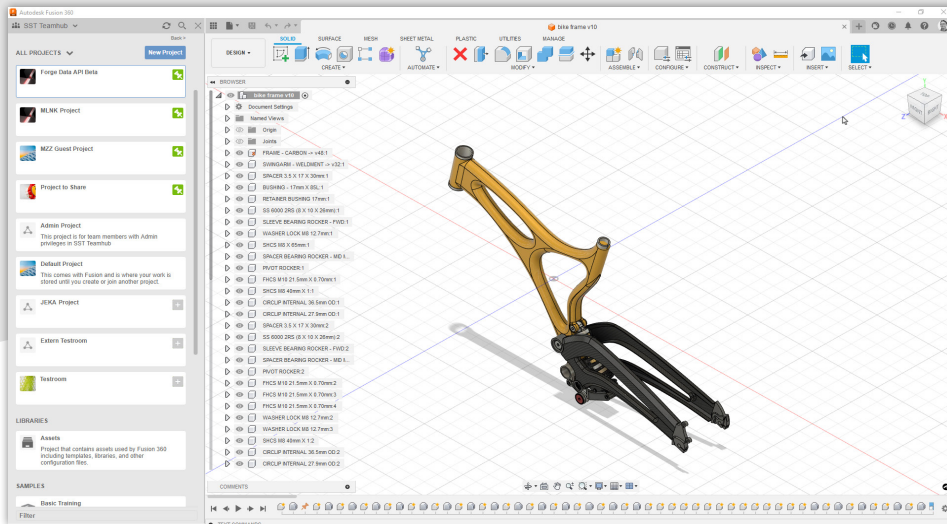 Autodesk Fusion 360
SST Teamhub
bike frame v10
Back
ALL PROJECTS
New Project
SOLID
SURFACE
MESH
SHEET METAL
PLASTIC
UTILITIES
MANAGE
DESIGN
CREATE
AUTOMATE
MODIFY
ASSEMBLE
CONFIGURE
CONSTRUCT
INSPECT
INSERT
SELECT
Forge Data API Beta
MLNK Project
MZZ Guest Project
Project to Share
Admin Project
This project is for team members with Admin
privileges in SST Teamhub
Default Project
This comes with Fusion and is where your work is
stored until you create or join another project.
JEKA Project
Extern Testroom
Testroom
LIBRARIES
Assets
Project that contains assets used by Fusion 360
including templates, libraries, and other
configuration files.
SAMPLES
Basic Training
Filter
BROWSER
bike frame v10
Document Settings
Named Views
Origin
Joints
FRAME - CARBON -> v48:1
SWINGARM - WELDMENT -> v32:1
SPACER 3.5 X 17 X 30mm:1
BUSHING - 17mm X .85L:1
RETAINER BUSHING 17mm:1
SS 6000 2RS (8 X 10 X 26mm):1
SLEEVE BEARING ROCKER - FWD:1
WASHER LOCK M8 12.7mm:1
SHCS M8 X 65mm:1
SPACER BEARING ROCKER - MID I...
PIVOT ROCKER:1
FHCS M10 21.5mm X 0.70mm:1
SHCS M8 40mm X 1:1
CIRCLIP INTERNAL 36.5mm OD:1
CIRCLIP INTERNAL 27.9mm OD:1
SPACER 3.5 X 17 X 30mm:2
SS 6000 2RS (8 X 10 X 26mm):2
SLEEVE BEARING ROCKER - FWD:2
SPACER BEARING ROCKER - MID I...
PIVOT ROCKER:2
FHCS M10 21.5mm X 0.70mm:2
FHCS M10 21.5mm X 0.70mm:3
FHCS M10 21.5mm X 0.70mm:4
WASHER LOCK M8 12.7mm:2
WASHER LOCK M8 12.7mm:3
SHCS M8 40mm X 1:2
CIRCLIP INTERNAL 36.5mm OD:2
CIRCLIP INTERNAL 27.9mm OD:2
COMMENTS
Z
X